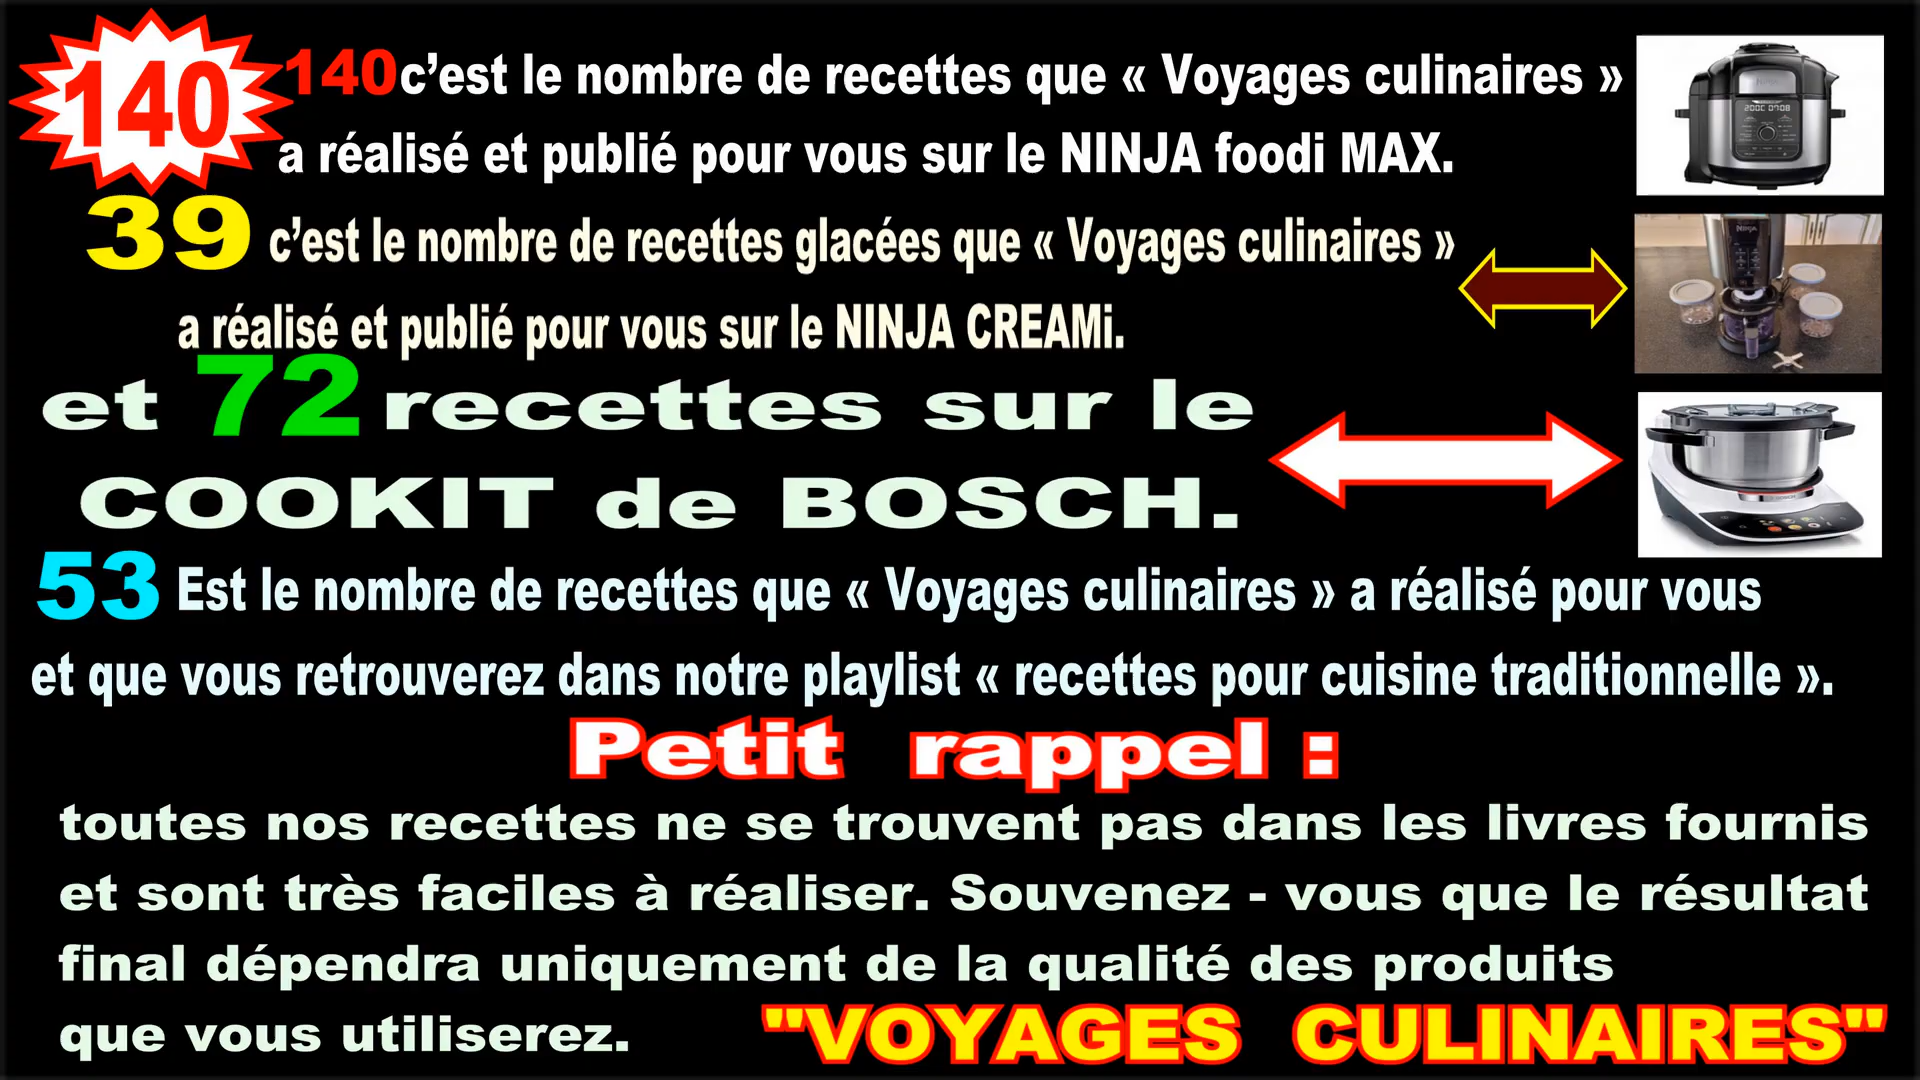 140
140 c’est le nombre de recettes que « Voyages culinaires »
a réalisé et publié pour vous sur le NINJA foodi MAX.
39 c’est le nombre de recettes glacées que « Voyages culinaires »
a réalisé et publié pour vous sur le NINJA CREAMi.
NINJA
et 72 recettes sur le
COOKIT de BOSCH.
53 Est le nombre de recettes que « Voyages culinaires » a réalisé pour vous
et que vous retrouverez dans notre playlist « recettes pour cuisine traditionnelle ».
Petit rappel :
toutes nos recettes ne se trouvent pas dans les livres fournis
et sont très faciles à réaliser. Souvenez - vous que le résultat
final dépendra uniquement de la qualité des produits
que vous utiliserez.
"VOYAGES CULINAIRES"